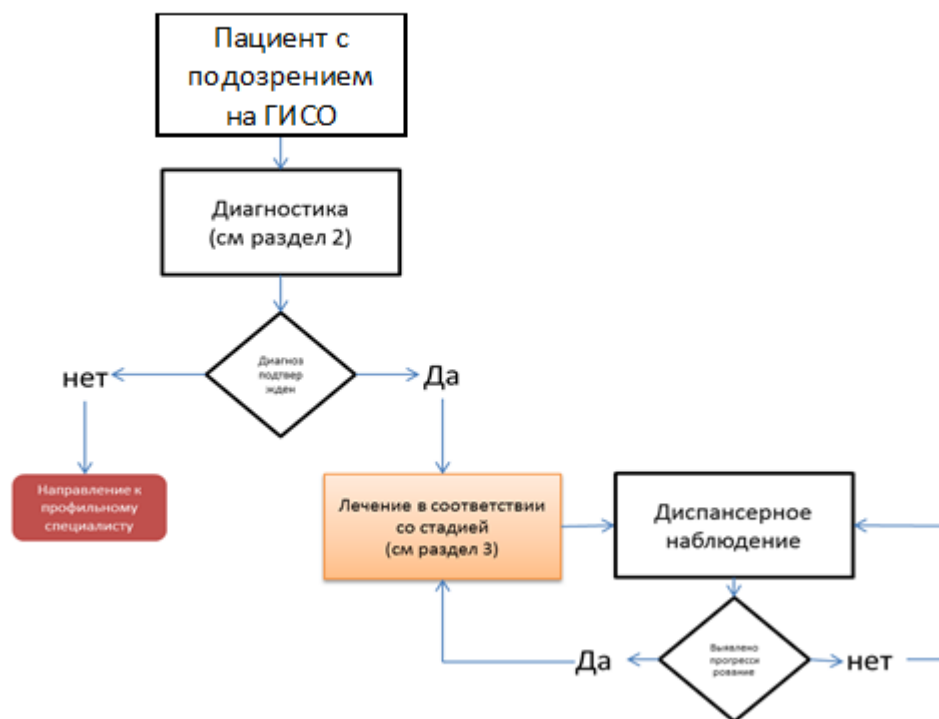 Пациент с
подозрением
на ГИСО
Диагностика
(см раздел 2)
Диагноз
подтвер
жден
нет
Да
Направление к
профильному
специалисту
Лечение в соответствии
со стадией
(см раздел 3)
Диспансерное
наблюдение
Выявлено
прогресси
рование
Да
нет